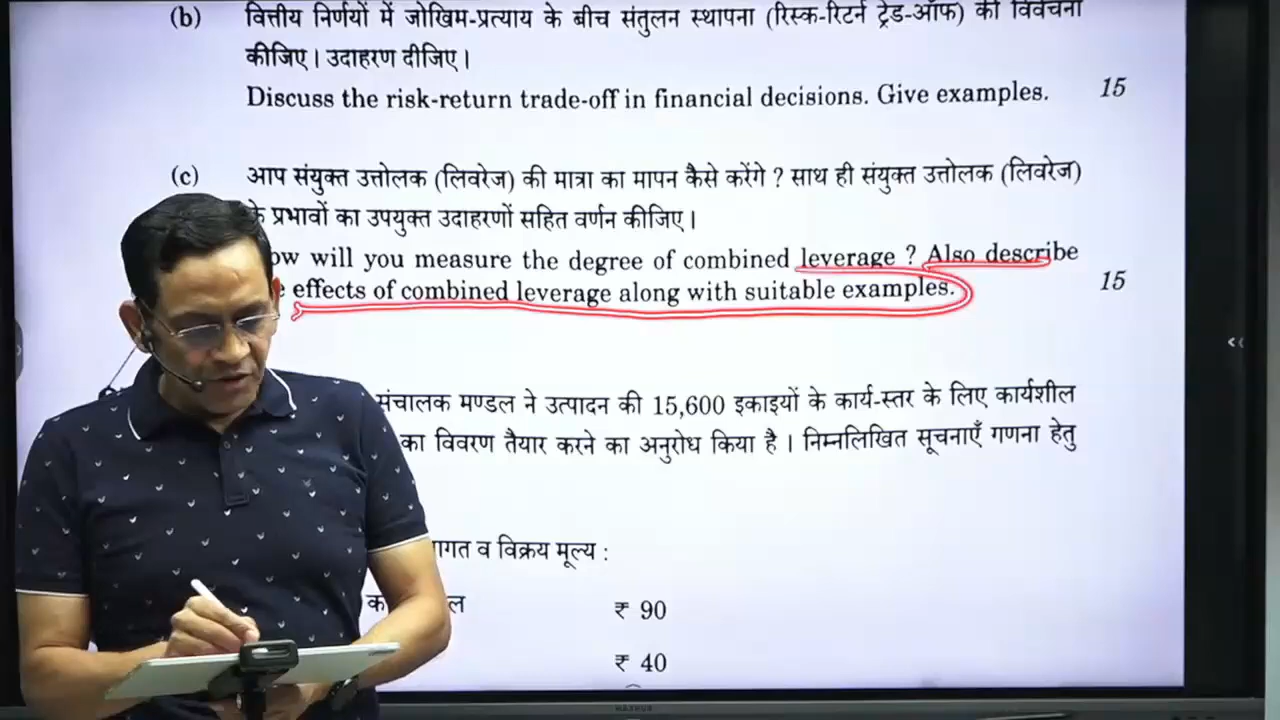 (b) वित्तीय निर्णयों में जोखिम-प्रत्याय के बीच संतुलन स्थापना (रिस्क-रिटर्न ट्रेड-ऑफ) की विवेचना
कीजिए। उदाहरण दीजिए।
Discuss the risk-return trade-off in financial decisions. Give examples. 15
(c) आप संयुक्त उत्तोलक (लिवरेज) की मात्रा का मापन कैसे करेंगे ? साथ ही संयुक्त उत्तोलक (लिवरेज)
के प्रभावों का उपयुक्त उदाहरणों सहित वर्णन कीजिए।
will you measure the degree of combined leverage ? Also describe
effects of combined leverage along with suitable examples. 15
संचालक मण्डल ने उत्पादन की 15,600 इकाइयों के कार्य-स्तर के लिए कार्यशील
का विवरण तैयार करने का अनुरोध किया है। निम्नलिखित सूचनाएँ गणना हेतु
व विक्रय मूल्य :
₹ 90
₹ 40